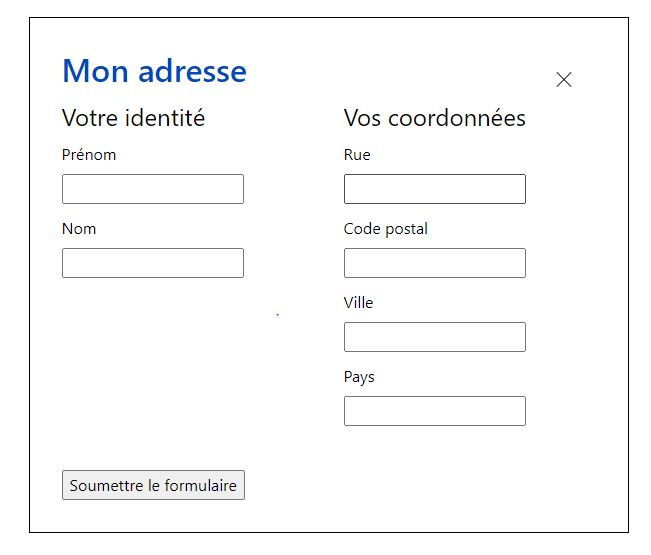 Mon adresse
Votre identité
Prénom
Nom
Vos coordonnées
Rue
Code postal
Ville
Pays
Soumettre le formulaire